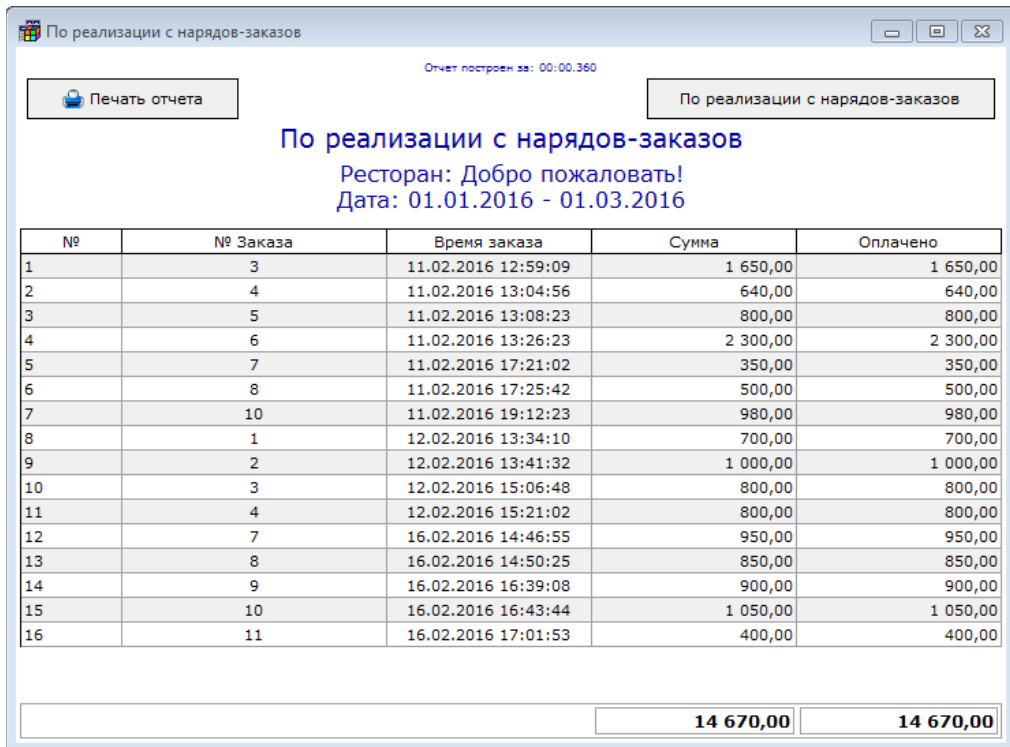 По реализации с нарядов-заказов
Отчет построен за: 00:00.360
Печать отчета По реализации с нарядов-заказов
По реализации с нарядов-заказов
Ресторан: Добро пожаловать!
Дата: 01.01.2016 - 01.03.2016
№ № Заказа Время заказа Сумма Оплачено
1 3 11.02.2016 12:59:09 1 650,00 1 650,00
2 4 11.02.2016 13:04:56 640,00 640,00
3 5 11.02.2016 13:08:23 800,00 800,00
4 6 11.02.2016 13:26:23 2 300,00 2 300,00
5 7 11.02.2016 17:21:02 350,00 350,00
6 8 11.02.2016 17:25:42 500,00 500,00
7 10 11.02.2016 19:12:23 980,00 980,00
8 1 12.02.2016 13:34:10 700,00 700,00
9 2 12.02.2016 13:41:32 1 000,00 1 000,00
10 3 12.02.2016 15:06:48 800,00 800,00
11 4 12.02.2016 15:21:02 800,00 800,00
12 7 16.02.2016 14:46:55 950,00 950,00
13 8 16.02.2016 14:50:25 850,00 850,00
14 9 16.02.2016 16:39:08 900,00 900,00
15 10 16.02.2016 16:43:44 1 050,00 1 050,00
16 11 16.02.2016 17:01:53 400,00 400,00
14 670,00 14 670,00